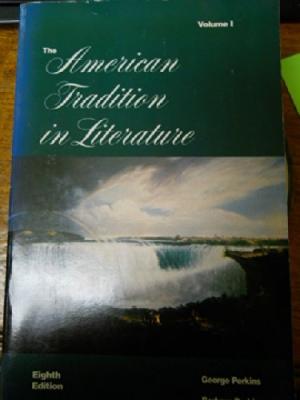 Volume I
The
American
Tradition
in Literature
Eighth
Edition
George Perkins